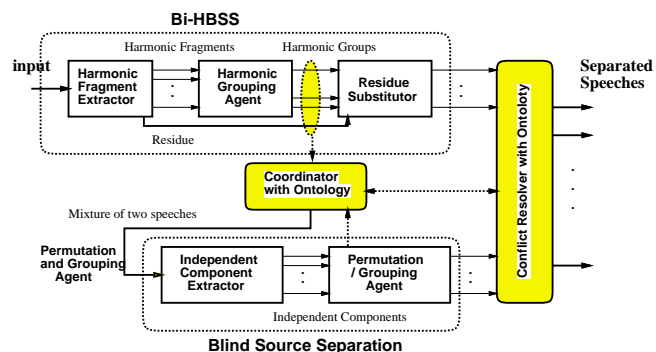 Bi-HBSS
Harmonic Fragments
Harmonic Groups
input
Harmonic
Fragment
Extractor
Harmonic
Grouping
Agent
Residue
Substitutor
Separated
Speeches
Residue
Coordinator
with Ontology
Conflict Resolver with Ontoloty
Mixture of two speeches
Permutation
and Grouping
Agent
Independent
Component
Extractor
Permutation
/ Grouping
Agent
Independent Components
Blind Source Separation